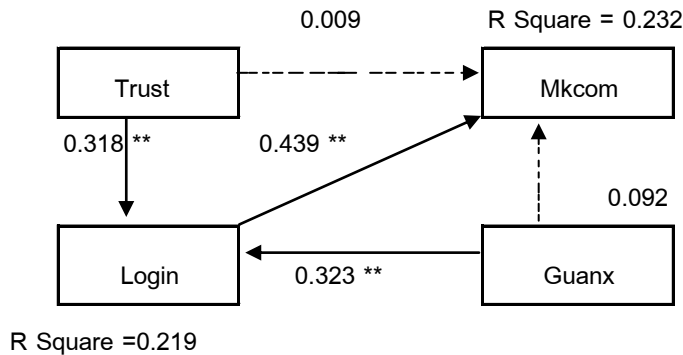 0.009
R Square = 0.232
Trust
Mkcom
0.318 **
0.439 **
0.092
Login
0.323 **
Guanx
R Square =0.219